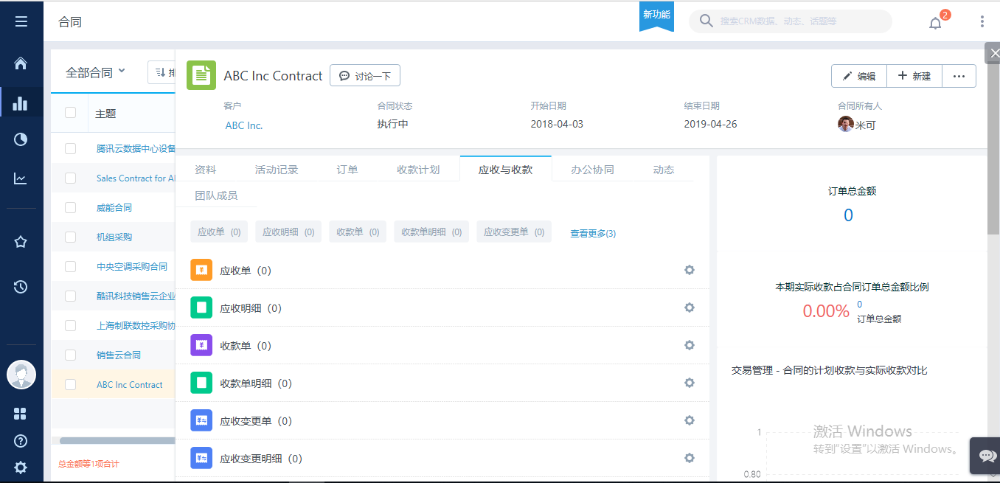 合同
新功能
搜索CRM数据、动态、话题等
2
全部合同
排
主题
腾讯云数据中心设备
Sales Contract for AB
威能合同
机组采购
中央空调采购合同
酷讯科技销售云企业
上海制联数控采购协
销售云合同
ABC Inc Contract
总金额等1项合计
ABC Inc Contract
讨论一下
编辑
新建
客户
ABC Inc.
合同状态
执行中
开始日期
2018-04-03
结束日期
2019-04-26
合同所有人
米可
资料
活动记录
订单
收款计划
应收与收款
办公协同
动态
团队成员
应收单 (0)
应收明细 (0)
收款单 (0)
收款单明细 (0)
应收变更单 (0)
查看更多(3)
应收单 (0)
应收明细 (0)
收款单 (0)
收款单明细 (0)
应收变更单 (0)
应收变更明细 (0)
订单总金额
0
本期实际收款占合同订单总金额比例
0.00%
0
订单总金额
交易管理 - 合同的计划收款与实际收款对比
1
0.80
激活 Windows
转到"设置"以激活 Windows。